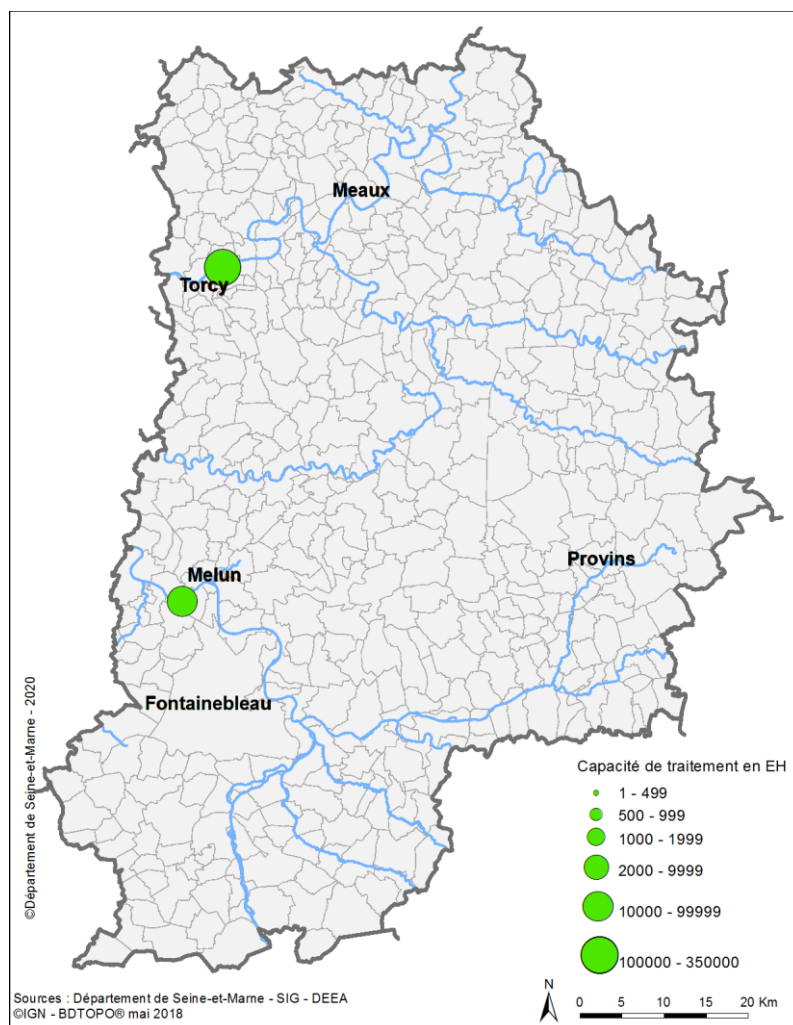 Meaux
Torcy
Provins
Melun
Fontainebleau
©Département de Seine-et-Marne - 2020
Capacité de traitement en EH
1 - 499
500 - 999
1000 - 1999
2000 - 9999
10000 - 99999
100000 - 350000
Sources : Département de Seine-et-Marne - SIG - DEEA
©IGN - BDTOPO® mai 2018
N
0 5 10 15 20 Km